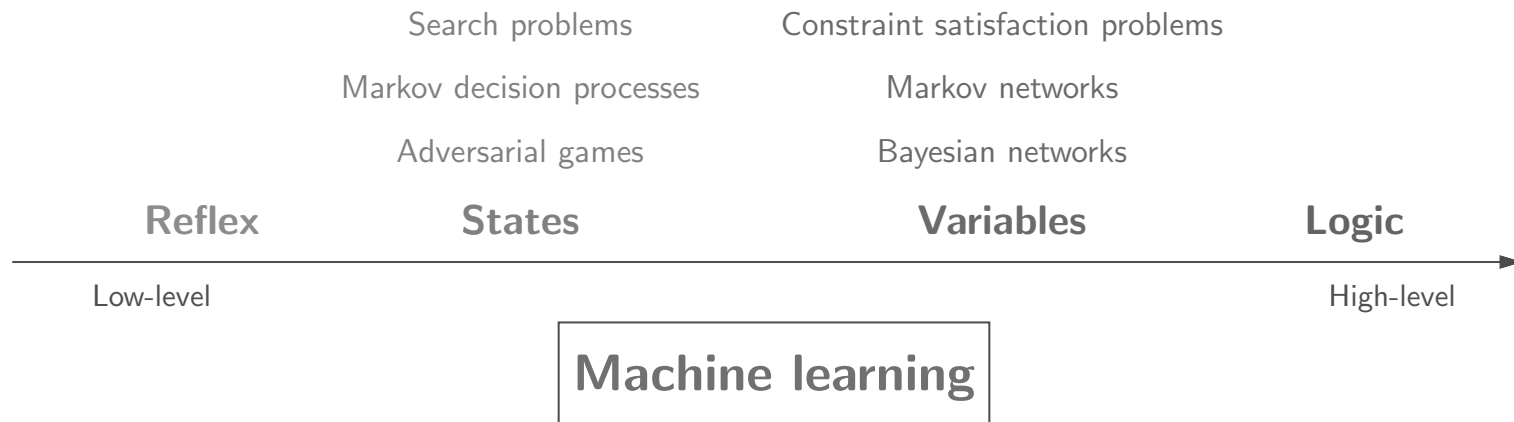 Search problems
Constraint satisfaction problems
Markov decision processes
Markov networks
Adversarial games
Bayesian networks
Reflex
States
Variables
Logic
Low-level
High-level
Machine learning